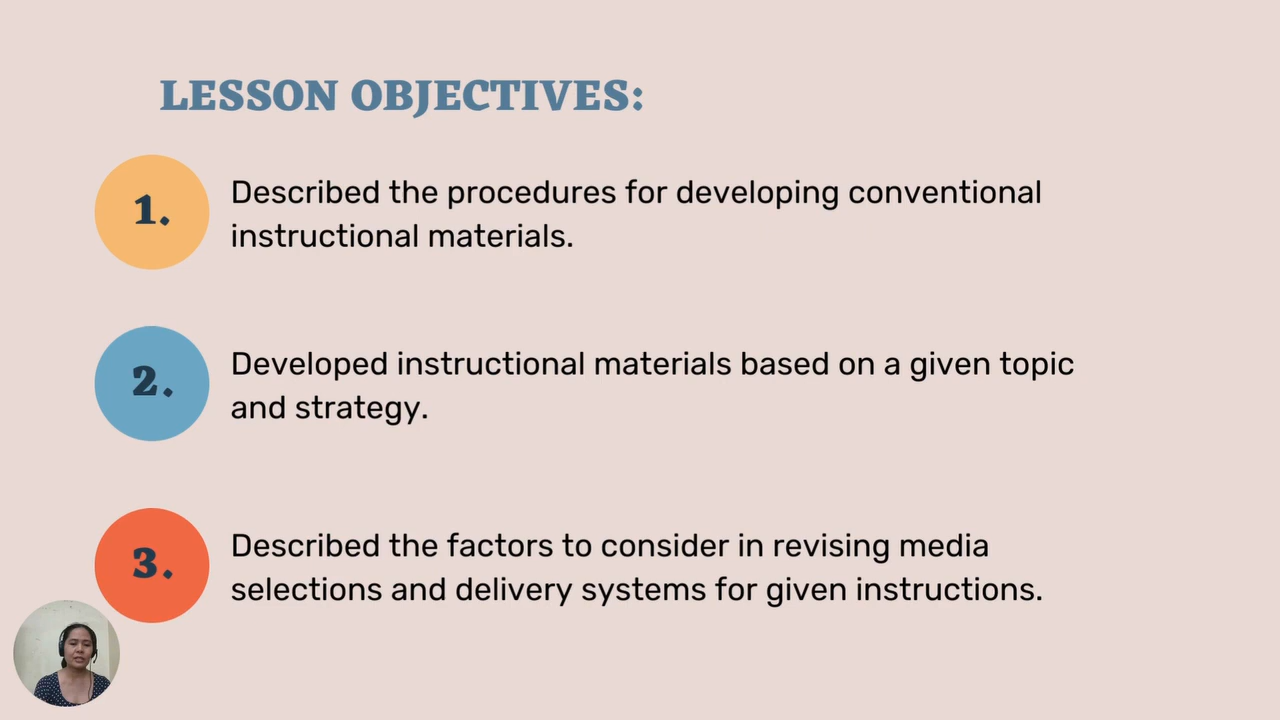 LESSON OBJECTIVES:
1.
Described the procedures for developing conventional
instructional materials.
2.
Developed instructional materials based on a given topic
and strategy.
3.
Described the factors to consider in revising media
selections and delivery systems for given instructions.